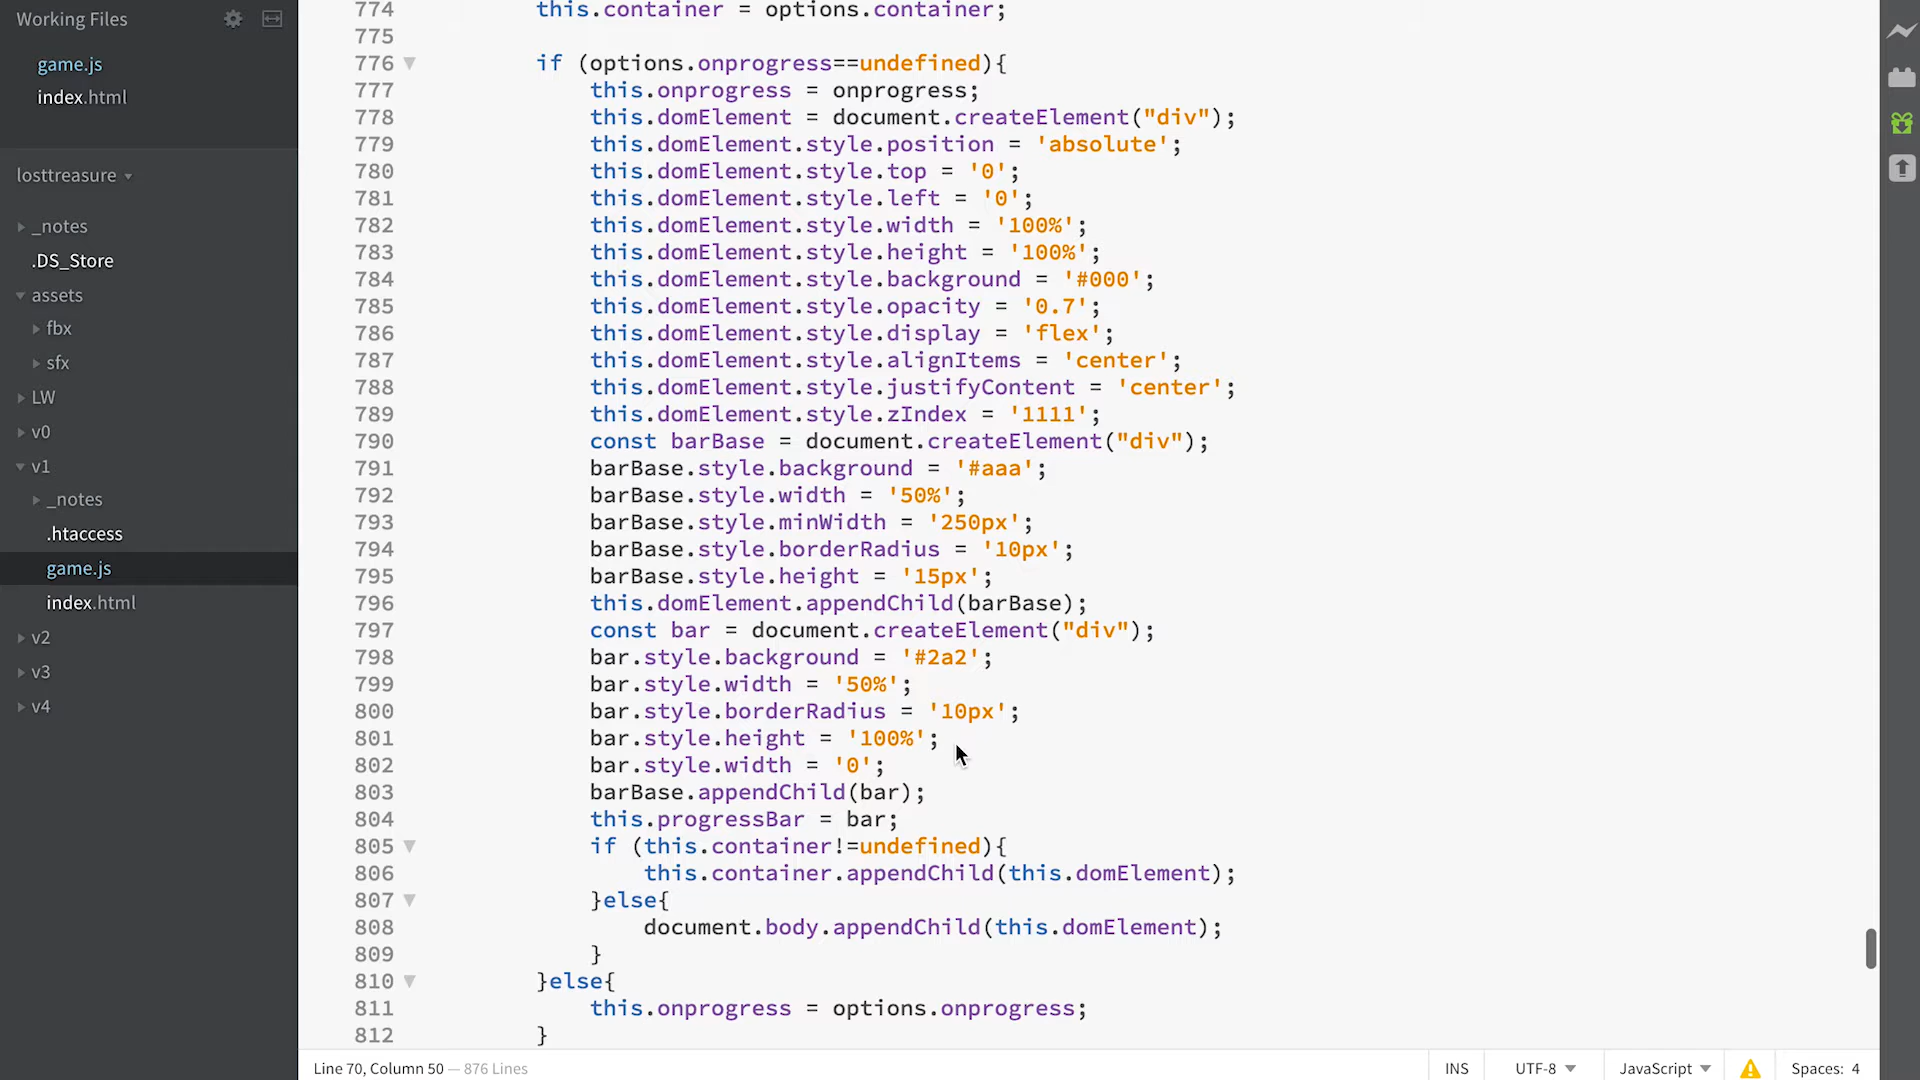 Working Files
game.js
index.html
losttreasure
_notes
.DS_Store
assets
fbx
sfx
LW
v0
v1
_notes
.htaccess
game.js
index.html
v2
v3
v4
774 this.container = options.container;
775
776 if (options.onprogress==undefined){
777 this.onprogress = onprogress;
778 this.domElement = document.createElement("div");
779 this.domElement.style.position = 'absolute';
780 this.domElement.style.top = '0';
781 this.domElement.style.left = '0';
782 this.domElement.style.width = '100%';
783 this.domElement.style.height = '100%';
784 this.domElement.style.background = '#000';
785 this.domElement.style.opacity = '0.7';
786 this.domElement.style.display = 'flex';
787 this.domElement.style.alignItems = 'center';
788 this.domElement.style.justifyContent = 'center';
789 this.domElement.style.zIndex = '1111';
790 const barBase = document.createElement("div");
791 barBase.style.background = '#aaa';
792 barBase.style.width = '50%';
793 barBase.style.minWidth = '250px';
794 barBase.style.borderRadius = '10px';
795 barBase.style.height = '15px';
796 this.domElement.appendChild(barBase);
797 const bar = document.createElement("div");
798 bar.style.background = '#2a2';
799 bar.style.width = '50%';
800 bar.style.borderRadius = '10px';
801 bar.style.height = '100%';
802 bar.style.width = '0';
803 barBase.appendChild(bar);
804 this.progressBar = bar;
805 if (this.container!=undefined){
806 this.container.appendChild(this.domElement);
807 }else{
808 document.body.appendChild(this.domElement);
809 }
810 }else{
811 this.onprogress = options.onprogress;
812 }
Line 70, Column 50 — 876 Lines
INS
UTF-8
JavaScript
Spaces: 4